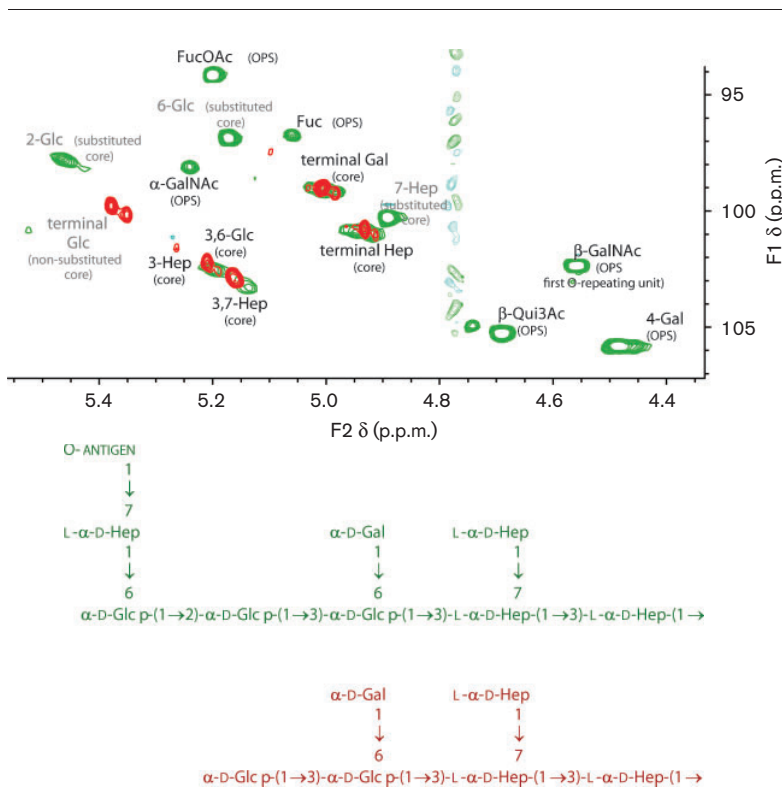 FucOAc (OPS)
6-Glc (substituted
core)
2-Glc (substituted
core)
Fuc (OPS)
α-GalNAc
(OPS)
terminal Gal
(core)
7-Hep
(substituted
core)
terminal
Glc
(non-substituted
core)
3-Hep
(core)
3,6-Glc
(core)
3,7-Hep
(core)
terminal Hep
(core)
β-GalNAc
(OPS
first O-repeating unit)
β-Qui3Ac
(OPS)
4-Gal
(OPS)
95
100
105
F1 δ (p.p.m.)
5.4 5.2 5.0 4.8 4.6 4.4
F2 δ (p.p.m.)
O- ANTIGEN
1
↓
7
L-α-D-Hep α-D-Gal L-α-D-Hep
1 1 1
↓ ↓ ↓
6 6 7
α-D-Glc p-(1→2)-α-D-Glc p-(1→3)-α-D-Glc p-(1→3)-L-α-D-Hep-(1→3)-L-α-D-Hep-(1→
α-D-Gal L-α-D-Hep
1 1
↓ ↓
6 7
α-D-Glc p-(1→3)-α-D-Glc p-(1→3)-L-α-D-Hep-(1→3)-L-α-D-Hep-(1→